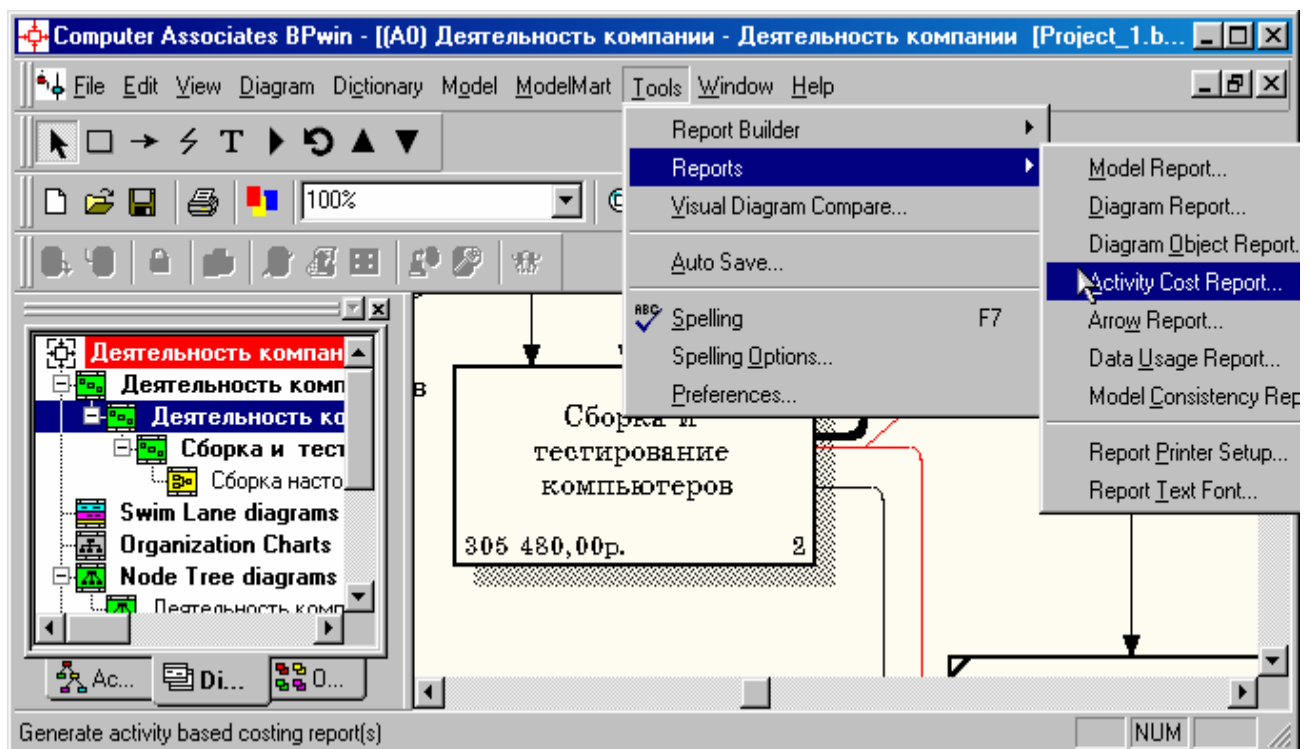 Computer Associates BPwin - [(A0) Деятельность компании - Деятельность компании [Project_1.b...
File Edit View Diagram Dictionary Model ModelMart Tools Window Help
Report Builder
Reports
Visual Diagram Compare...
Auto Save...
Spelling F7
Spelling Options...
Preferences...
Model Report...
Diagram Report...
Diagram Object Report.
Activity Cost Report...
Arrow Report...
Data Usage Report...
Model Consistency Rep
Report Printer Setup...
Report Text Font...
T
100%
ABC
Деятельность компан
Деятельность комп
Деятельность ко
Сборка и тест
Сборка насто
Swim Lane diagrams
Organization Charts
Node Tree diagrams
Деятельность комп
Ac... Di... O...
в
Сборка и
тестирование
компьютеров
305 480,00р. 2
Generate activity based costing report(s) NUM